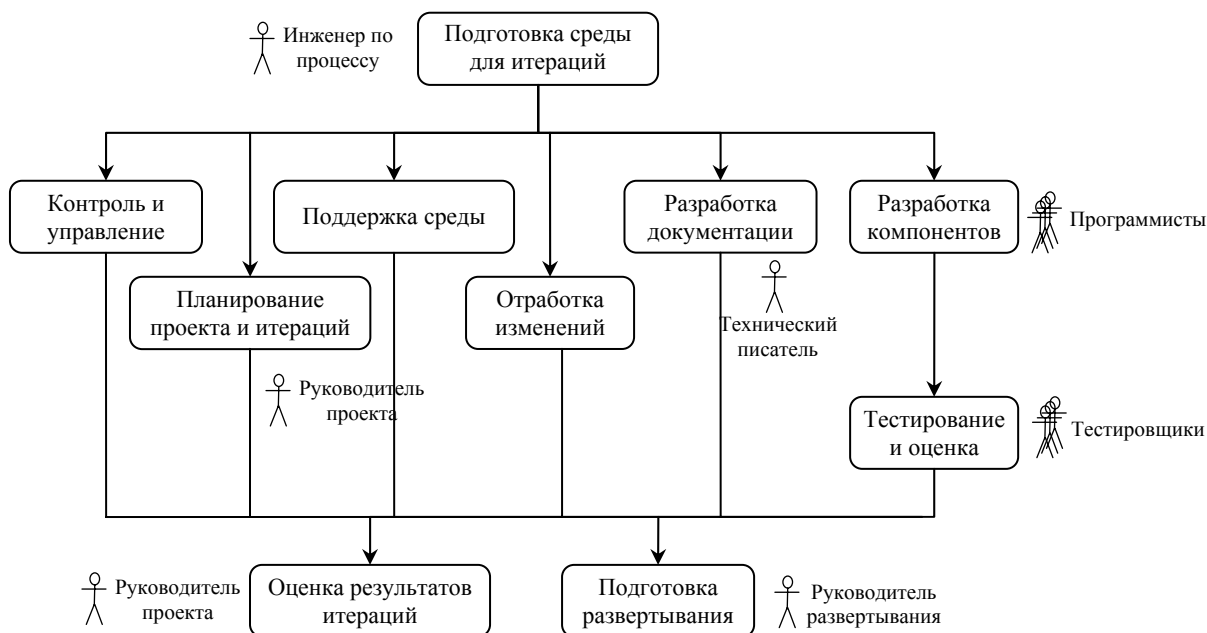 Инженер по
процессу
Подготовка среды
для итераций
Контроль и
управление
Поддержка среды
Разработка
документации
Разработка
компонентов
Программисты
Планирование
проекта и итераций
Отработка
изменений
Технический
писатель
Руководитель
проекта
Тестирование
и оценка
Тестировщики
Руководитель
проекта
Оценка результатов
итераций
Подготовка
развертывания
Руководитель
развертывания